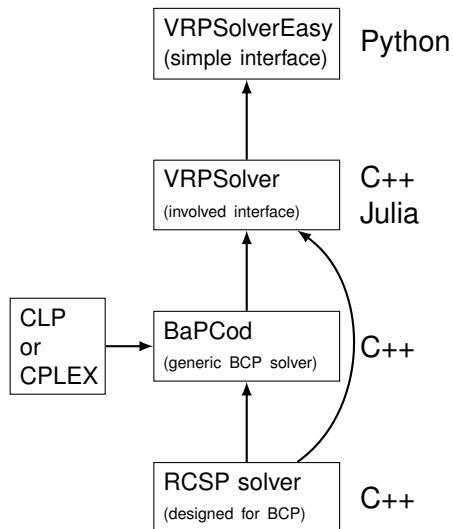 VRPSolverEasy
(simple interface)
Python
VRPSolver
(involved interface)
C++
Julia
CLP
or
CPLEX
BaPCod
(generic BCP solver)
C++
RCSP solver
(designed for BCP)
C++